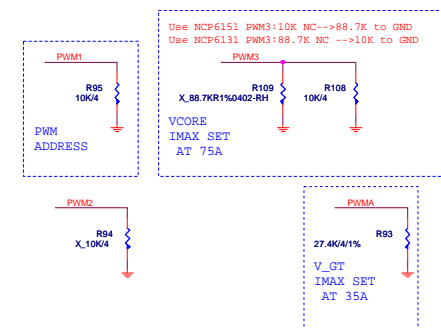 Use NCP6151 PWM3:10K NC-->88.7K to GND
Use NCP6131 PWM3:88.7K NC -->10K to GND
PWM1
R95
10K/4
PWM
ADDRESS
PWM3
R109
X_88.7KR1%0402-RH
R108
10K/4
VCORE
IMAX SET
AT 75A
PWM2
R94
X_10K/4
PWMA
R93
27.4K/4/1%
V_GT
IMAX SET
AT 35A